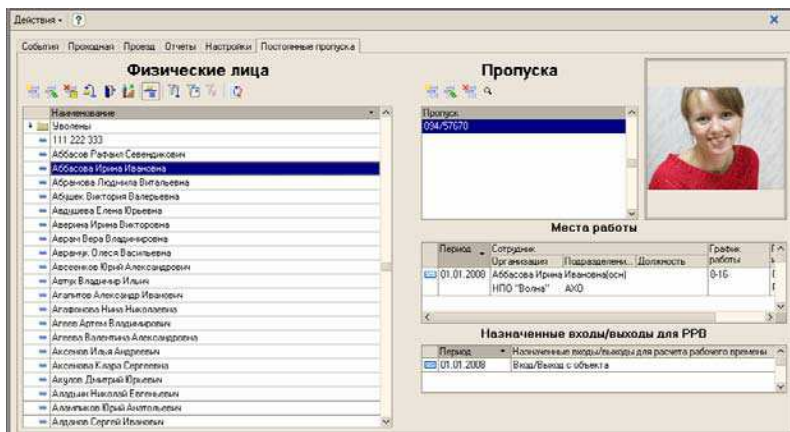 Действия
?
События Проходная Проезд Отчеты Настройки Постоянные пропуска
Физические лица
Наименование
Уволены
111 222 333
Аббасов Рафаил Севендикович
Аббасова Ирина Ивановна
Абрамова Людмила Витальевна
Абушек Виктория Валерьевна
Авдушева Елена Юрьевна
Аверина Ирина Викторовна
Аврам Вера Владимировна
Аврамчук Олеся Васильевна
Авсеенков Юрий Александрович
Автух Владимир Ильич
Агапитов Александр Иванович
Агафонова Нина Николаевна
Агеев Артем Владимирович
Агеева Валентина Александровна
Аксенов Илья Андреевич
Аксенова Клара Сергеевна
Акулов Дмитрий Юрьевич
Аладьин Николай Евгеньевич
Алампиков Юрий Анатольевич
Алданов Сергей Иванович
Пропуска
Пропуск
094/57670
Места работы
Период Сотрудник График работы
Организация Подразделени... Должность
01.01.2008 Аббасова Ирина Ивановна(осн) 8-16
НПО "Волна" АХО
Назначенные входы/выходы для РРВ
Период Назначенные входы/выходы для расчета рабочего времени
01.01.2008 Вход/Выход с объекта